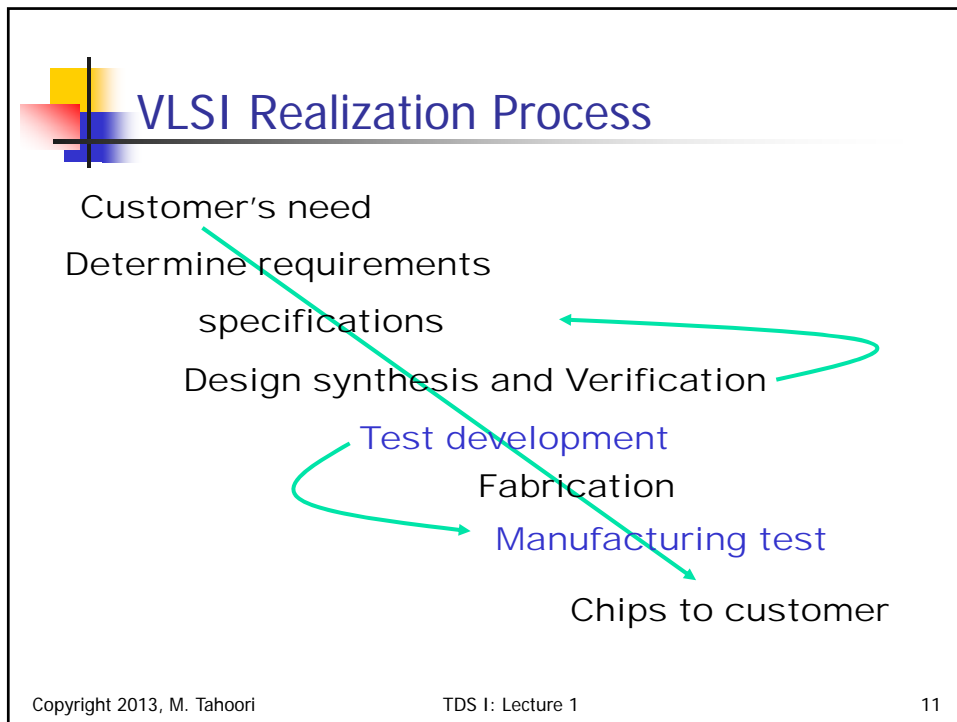 VLSI Realization Process
Customer's need
Determine requirements
specifications
Design synthesis and Verification
Test development
Fabrication
Manufacturing test
Chips to customer
Copyright 2013, M. Tahoori TDS I: Lecture 1 11